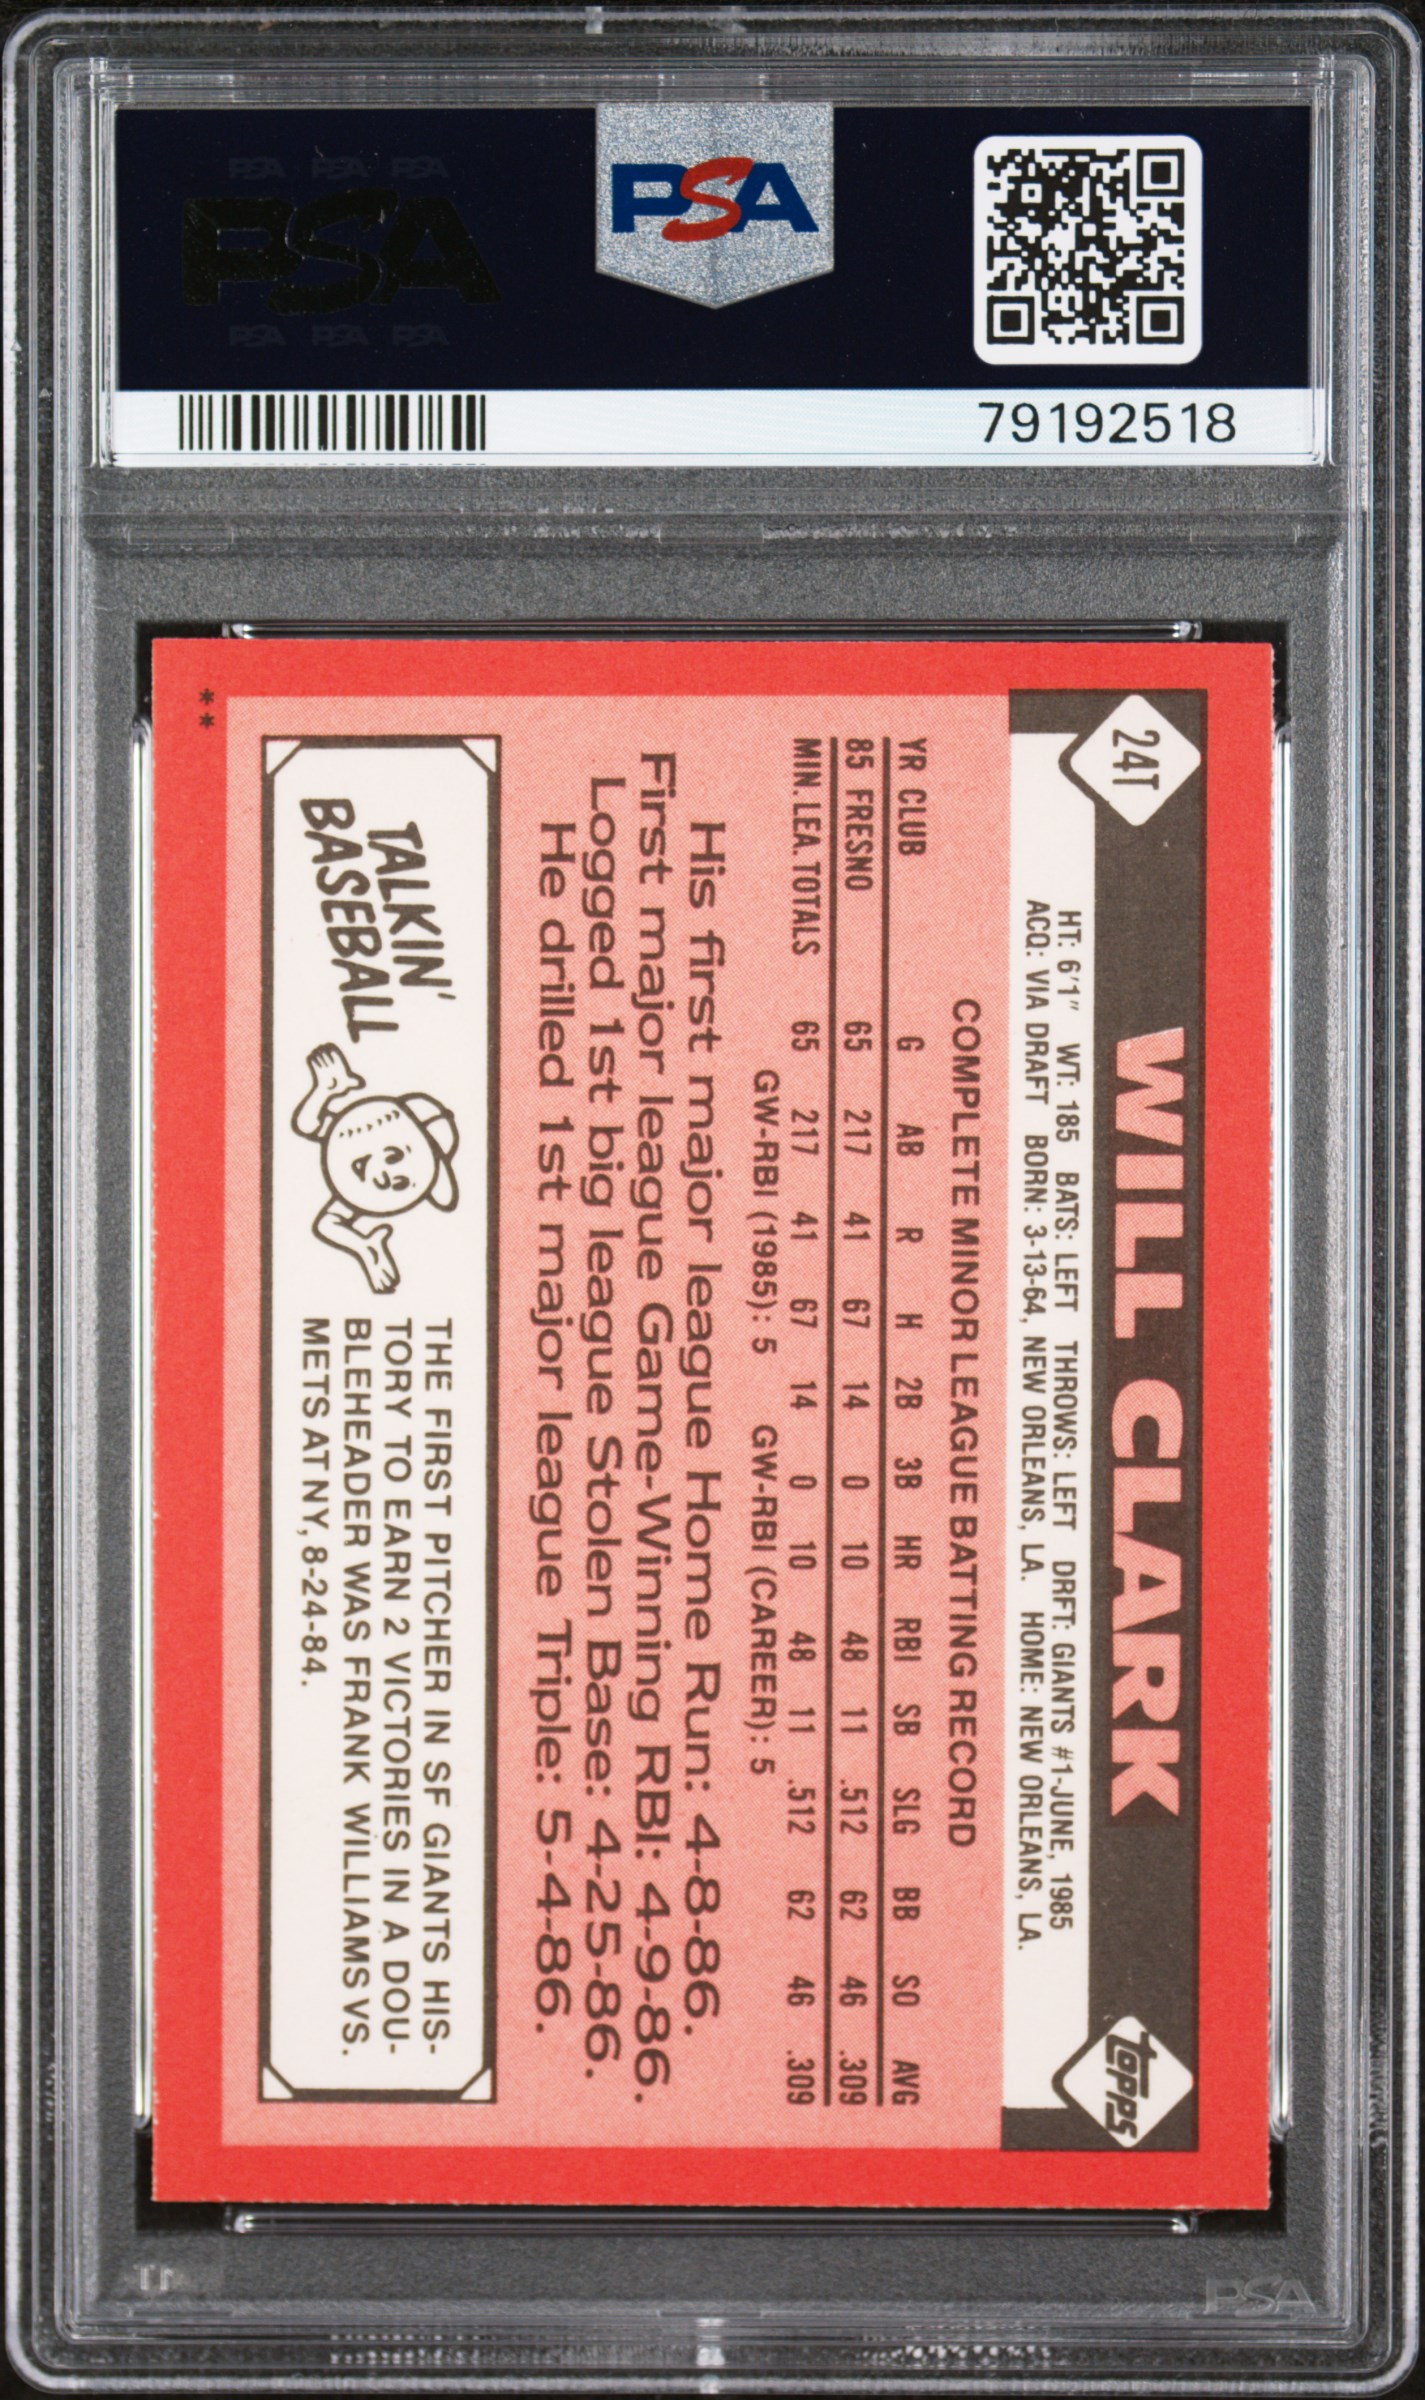 PSA PSA PSA
PSA
PSA PSA PSA
PSA
79192518
24T
WILL CLARK
topps
HT: 6'1" WT: 185 BATS: LEFT THROWS: LEFT DRFT: GIANTS #1-JUNE, 1985
ACQ: VIA DRAFT BORN: 3-13-64, NEW ORLEANS, LA. HOME: NEW ORLEANS, LA.
COMPLETE MINOR LEAGUE BATTING RECORD
YR CLUB G AB R H 2B 3B HR RBI SB SLG BB SO AVG
85 FRESNO 65 217 41 67 14 0 10 48 11 .512 62 46 .309
MIN. LEA. TOTALS 65 217 41 67 14 0 10 48 11 .512 62 46 .309
GW-RBI (1985): 5 GW-RBI (CAREER): 5
His first major league Home Run: 4-8-86.
First major league Game-Winning RBI: 4-9-86.
Logged 1st big league Stolen Base: 4-25-86.
He drilled 1st major league Triple: 5-4-86.
TALKIN'
BASEBALL
THE FIRST PITCHER IN SF GIANTS HIS-
TORY TO EARN 2 VICTORIES IN A DOU-
BLEHEADER WAS FRANK WILLIAMS VS.
METS AT NY, 8-24-84.
**
PSA